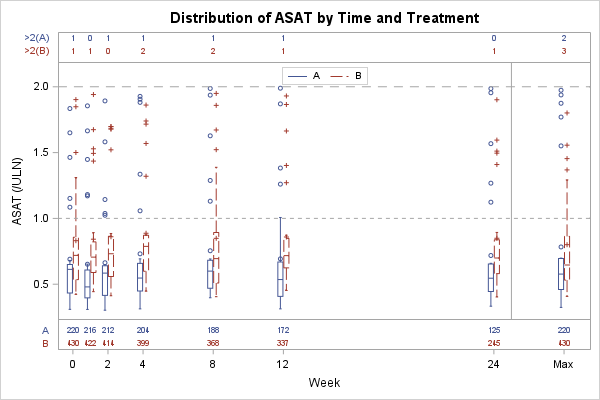 Distribution of ASAT by Time and Treatment
>2(A) 1 0 1 1 1 1 0 2
>2(B) 1 1 0 2 2 1 1 3
A B
2.0
1.5
1.0
0.5
ASAT (/ULN)
A 220 216 212 204 188 172 125 220
B 430 422 414 399 368 337 245 430
0 2 4 8 12 24 Max
Week